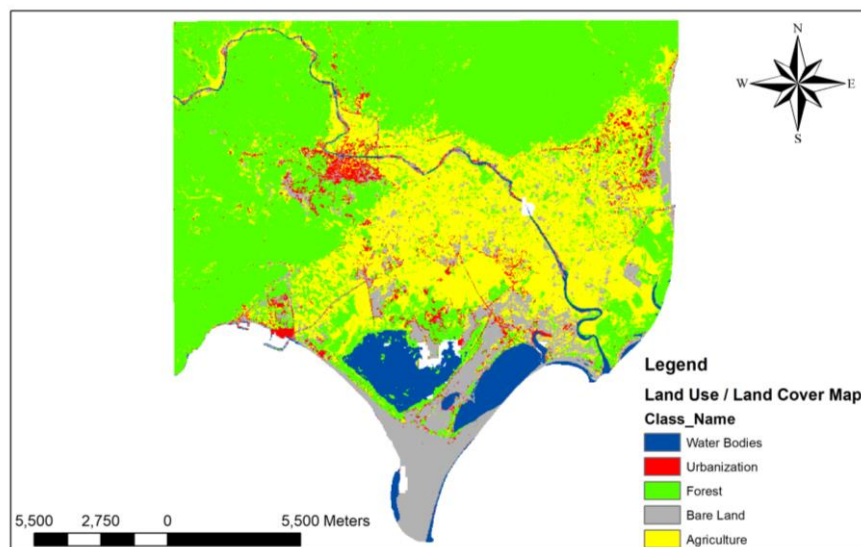 N
W E
S
Legend
Land Use / Land Cover Map
Class_Name
Water Bodies
Urbanization
Forest
Bare Land
Agriculture
5,500 2,750 0 5,500 Meters